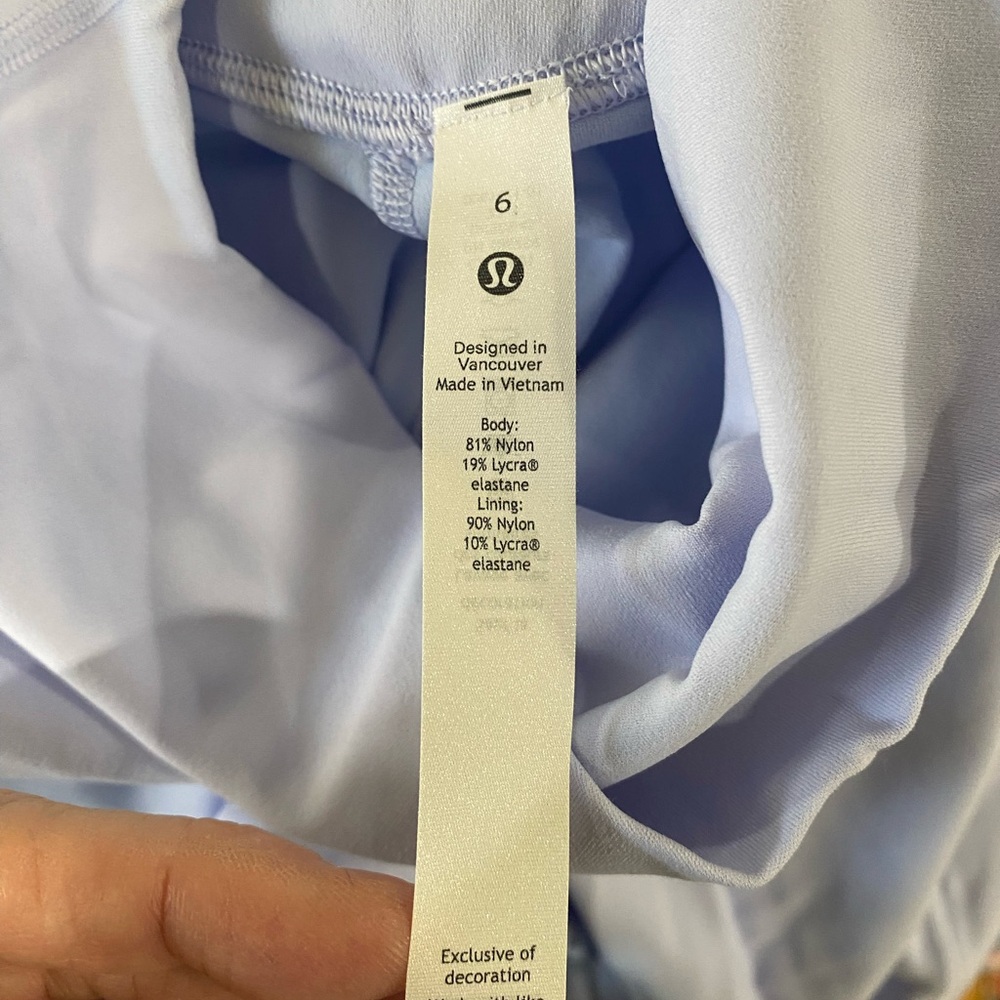 6
Designed in
Vancouver
Made in Vietnam
Body:
81% Nylon
19% Lycra®
elastane
Lining:
90% Nylon
10% Lycra®
elastane
Exclusive of
decoration